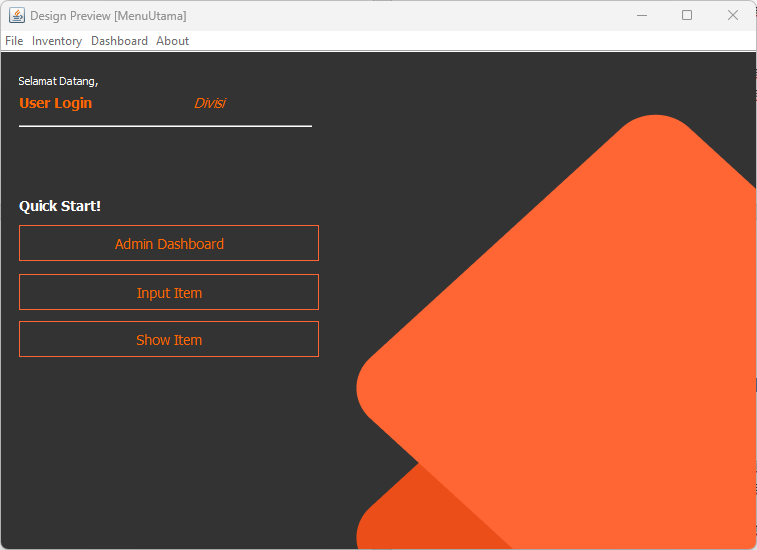 Design Preview [MenuUtama]
File Inventory Dashboard About
Selamat Datang,
User Login Divisi
Quick Start!
Admin Dashboard
Input Item
Show Item